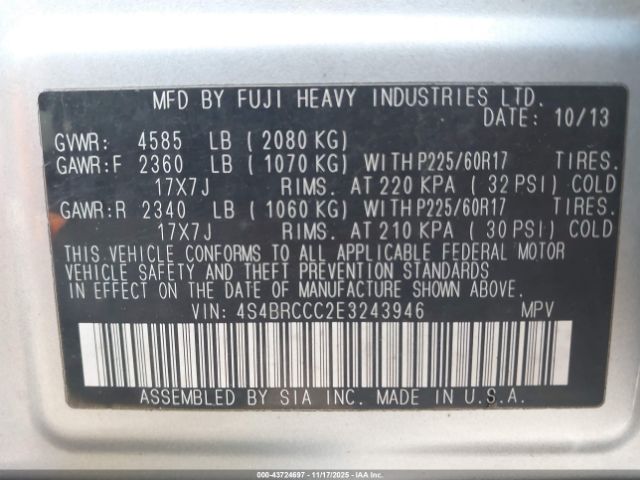 MFD BY FUJI HEAVY INDUSTRIES LTD.
DATE: 10/13
GVWR: 4585 LB (2080 KG)
GAWR:F 2360 LB (1070 KG) WITH P225/60R17 TIRES.
17X7J RIMS. AT 220 KPA (32 PSI) COLD
GAWR:R 2340 LB (1060 KG) WITH P225/60R17 TIRES.
17X7J RIMS. AT 210 KPA (30 PSI) COLD
THIS VEHICLE CONFORMS TO ALL APPLICABLE FEDERAL MOTOR
VEHICLE SAFETY AND THEFT PREVENTION STANDARDS
IN EFFECT ON THE DATE OF MANUFACTURE SHOWN ABOVE.
VIN: 4S4BRCCC2E3243946 MPV
ASSEMBLED BY SIA INC. MADE IN U.S.A.
000-43724697 - 11/17/2025 - IAAI.CA